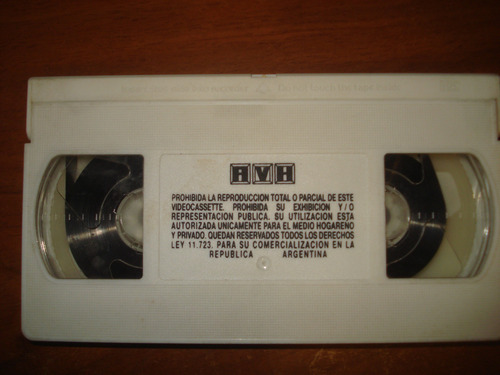 AVH
PROHIBIDA LA REPRODUCCION TOTAL O PARCIAL DE ESTE
VIDEOCASSETTE. PROHIBIDA SU EXHIBICION Y/O
REPRESENTACION PUBLICA. SU UTILIZACION ESTA
AUTORIZADA UNICAMENTE PARA EL MEDIO HOGARENO
Y PRIVADO. QUEDAN RESERVADOS TODOS LOS DERECHOS
LEY 11.723. PARA SU COMERCIALIZACION EN LA
REPUBLICA ARGENTINA